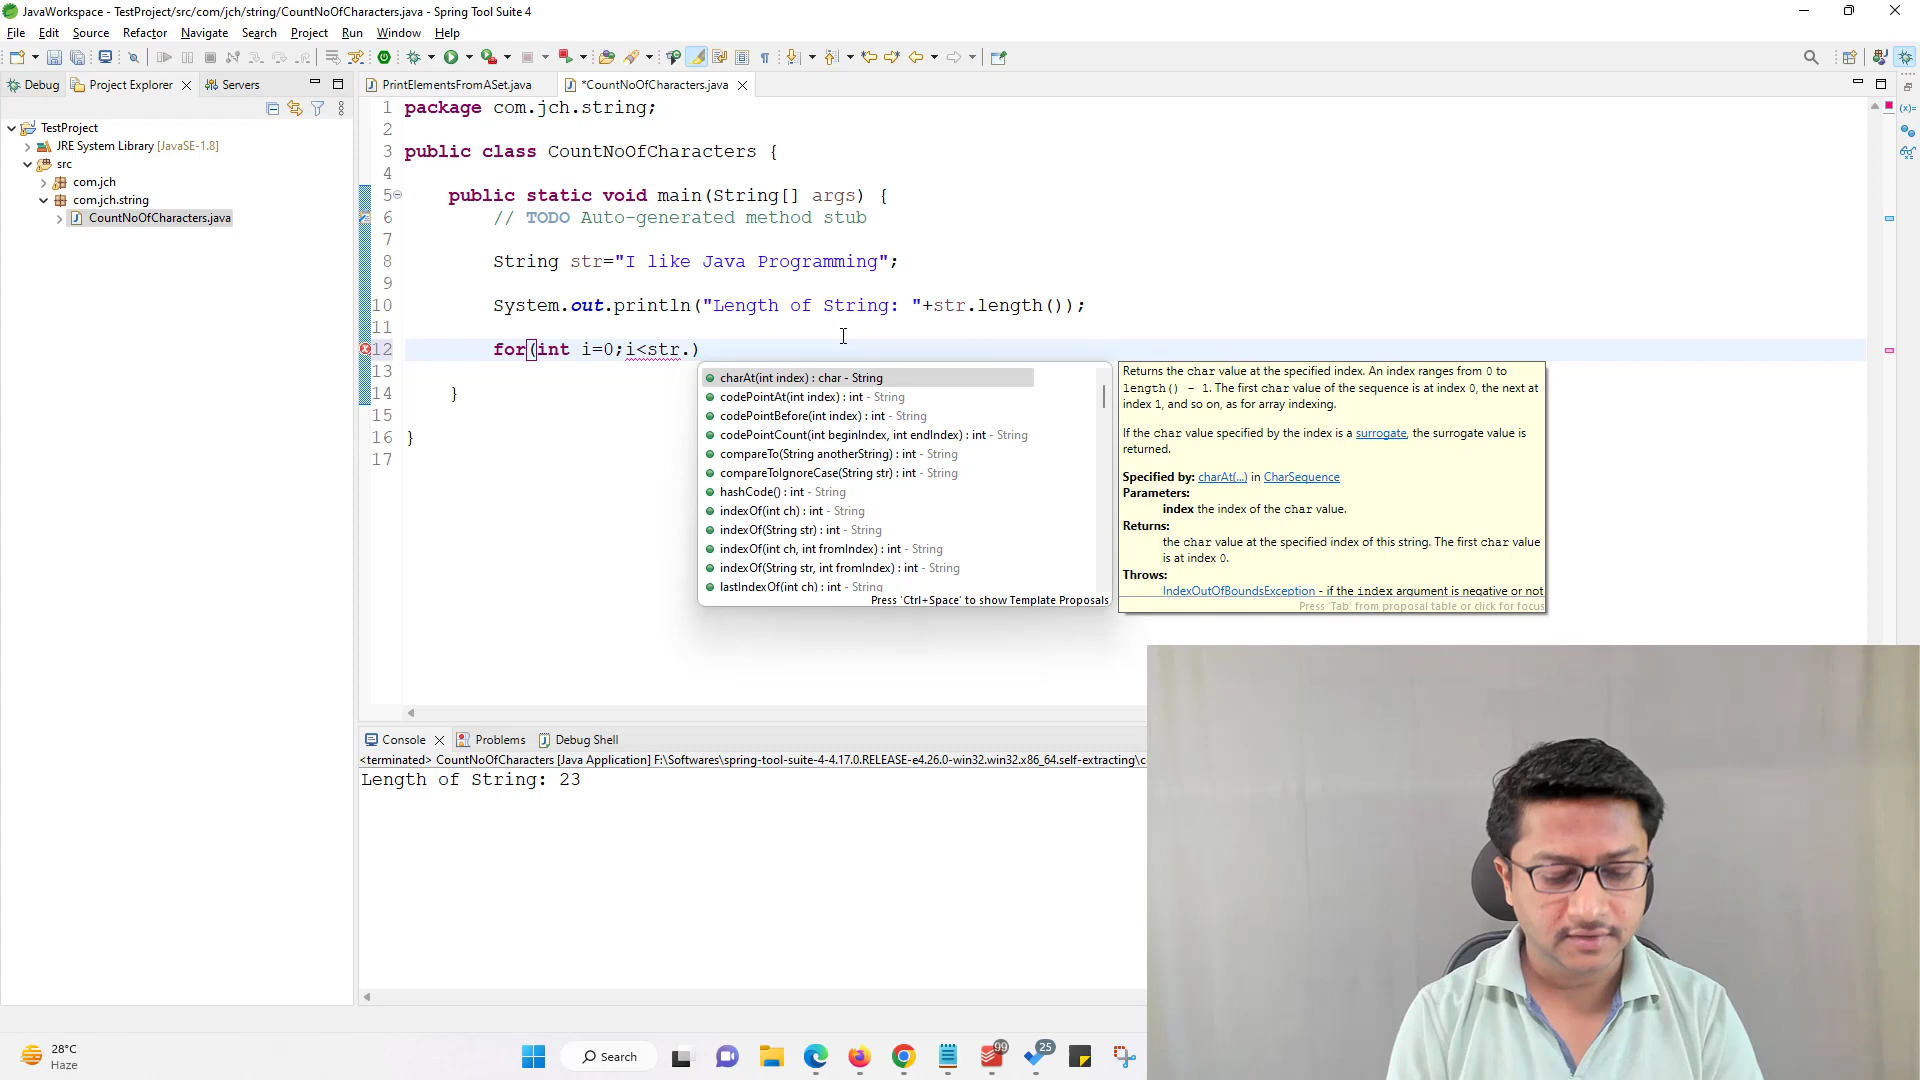 JavaWorkspace - TestProject/src/com/jch/string/CountNoOfCharacters.java - Spring Tool Suite 4
File Edit Source Refactor Navigate Search Project Run Window Help
Debug Project Explorer Servers
PrintElementsFromASet.java *CountNoOfCharacters.java
TestProject
JRE System Library [JavaSE-1.8]
src
com.jch
com.jch.string
CountNoOfCharacters.java
1 package com.jch.string;
2
3 public class CountNoOfCharacters {
4
5 public static void main(String[] args) {
6 // TODO Auto-generated method stub
7
8 String str="I like Java Programming";
9
10 System.out.println("Length of String: "+str.length());
11
12 for(int i=0;i<str.)
13
14 }
15
16 }
17
charAt(int index) : char - String
codePointAt(int index) : int - String
codePointBefore(int index) : int - String
codePointCount(int beginIndex, int endIndex) : int - String
compareTo(String anotherString) : int - String
compareToIgnoreCase(String str) : int - String
hashCode() : int - String
indexOf(int ch) : int - String
indexOf(String str) : int - String
indexOf(int ch, int fromIndex) : int - String
indexOf(String str, int fromIndex) : int - String
lastIndexOf(int ch) : int - String
Press 'Ctrl+Space' to show Template Proposals
Returns the char value at the specified index. An index ranges from 0 to
length() - 1. The first char value of the sequence is at index 0, the next at
index 1, and so on, as for array indexing.
If the char value specified by the index is a surrogate, the surrogate value is
returned.
Specified by: charAt(...) in CharSequence
Parameters:
index the index of the char value.
Returns:
the char value at the specified index of this string. The first char value
is at index 0.
Throws:
IndexOutOfBoundsException - if the index argument is negative or not
Press 'Tab' from proposal table or click for focus
Console Problems Debug Shell
<terminated> CountNoOfCharacters [Java Application] F:\Softwares\spring-tool-suite-4-4.17.0.RELEASE-e4.26.0-win32.win32.x86_64.self-extracting\c
Length of String: 23
28°C
Haze
Search
99
25